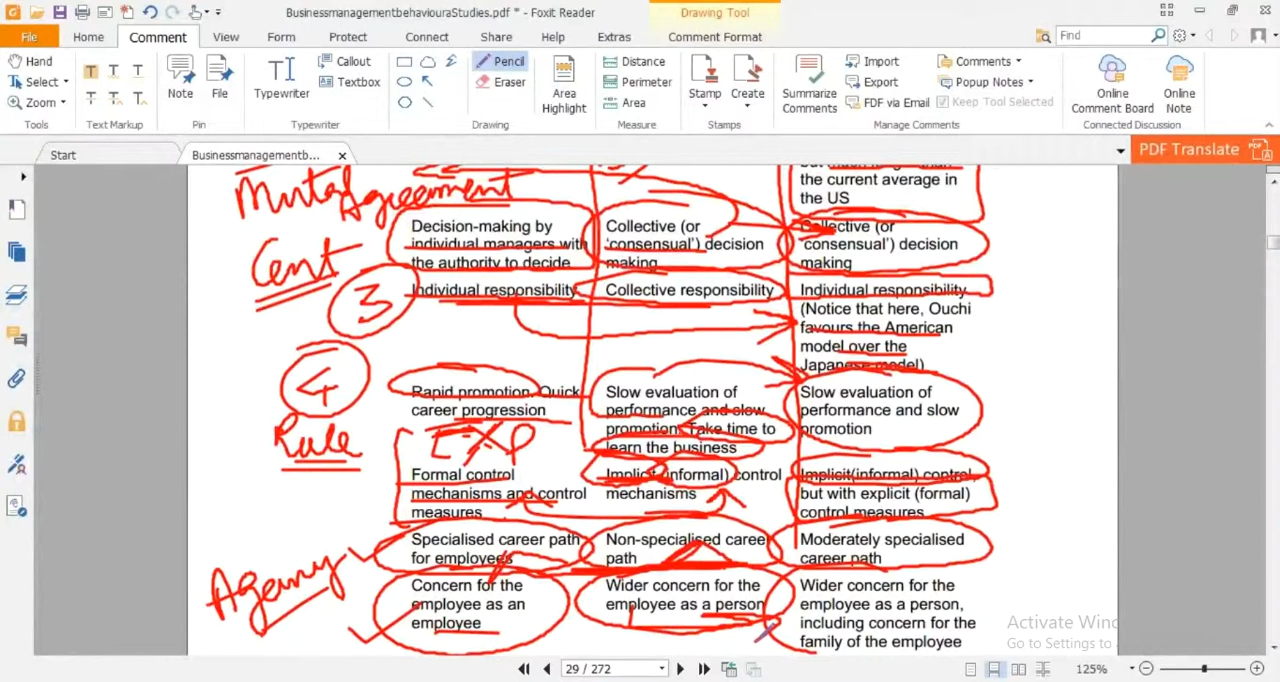 BusinessmanagementbehaviouraStudies.pdf * - Foxit Reader
Drawing Tool
File Home Comment View Form Protect Connect Share Help Extras Comment Format
Find
Hand
Select
Zoom
Tools
Text Markup
Note
File
Pin
Typewriter
Callout
Textbox
Typewriter
Pencil
Eraser
Drawing
Area
Highlight
Distance
Perimeter
Area
Measure
Stamp
Create
Stamps
Summarize
Comments
Import
Export
FDF via Email
Comments
Popup Notes
Keep Tool Selected
Manage Comments
Online
Comment Board
Online
Note
Connected Discussion
Start
Businessmanagementb...
PDF Translate
Agreement
Cent
3
4
Rule
EXP
Agency
Decision-making by
individual managers with
the authority to decide
Individual responsibility
Rapid promotion. Quick
career progression
Formal control
mechanisms and control
measures
Specialised career path
for employees
Concern for the
employee as an
employee
Collective (or
‘consensual’) decision
making
Collective responsibility
Slow evaluation of
performance and slow
promotion. Take time to
learn the business
Implicit (informal) control
mechanisms
Non-specialised career
path
Wider concern for the
employee as a person
the current average in
the US
Collective (or
‘consensual’) decision
making
Individual responsibility
(Notice that here, Ouchi
favours the American
model over the
Japanese model)
Slow evaluation of
performance and slow
promotion
Implicit(informal) control,
but with explicit (formal)
control measures
Moderately specialised
career path
Wider concern for the
employee as a person,
including concern for the
family of the employee
Activate Wind
Go to Settings to
29 / 272
125%